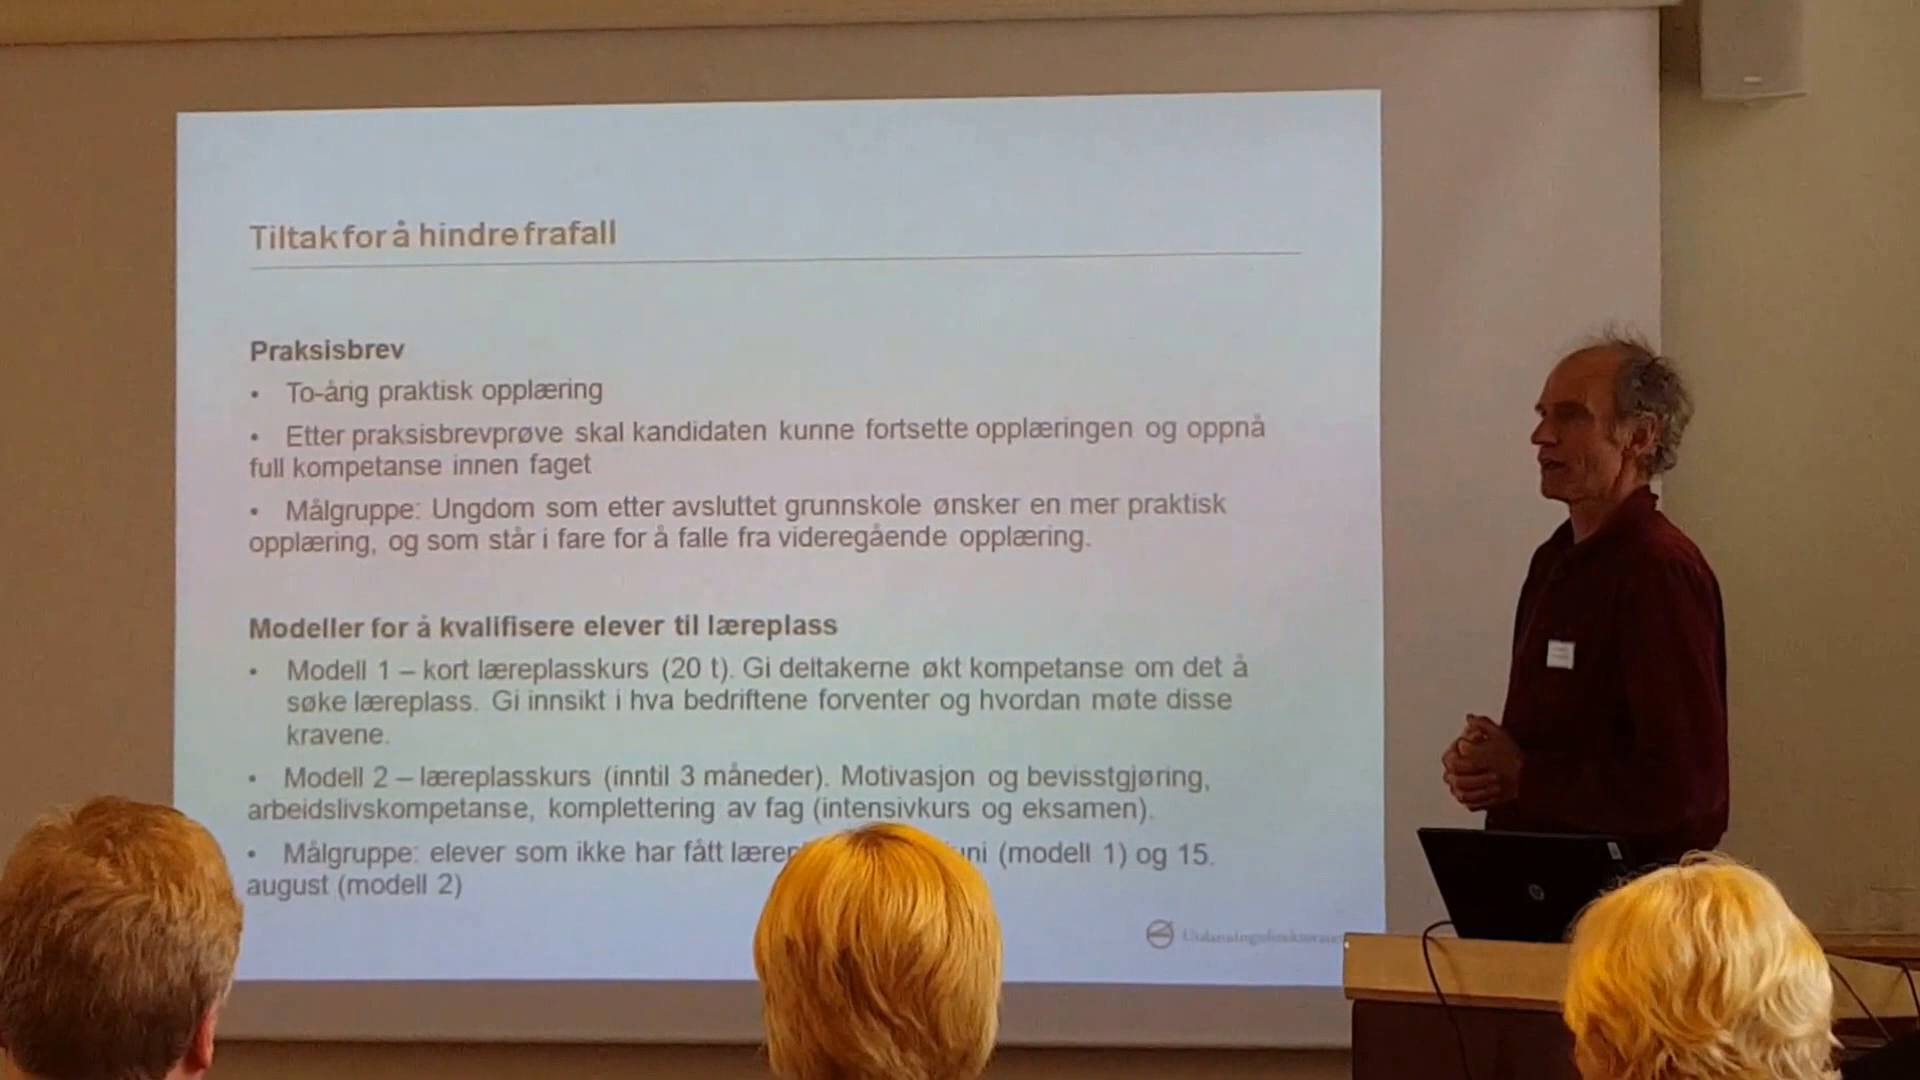 Tiltak for å hindre frafall
Praksisbrev
• To-årig praktisk opplæring
• Etter praksisbrevprøve skal kandidaten kunne fortsette opplæringen og oppnå
full kompetanse innen faget
• Målgruppe: Ungdom som etter avsluttet grunnskole ønsker en mer praktisk
opplæring, og som står i fare for å falle fra videregående opplæring.
Modeller for å kvalifisere elever til læreplass
• Modell 1 – kort læreplasskurs (20 t). Gi deltakerne økt kompetanse om det å
søke læreplass. Gi innsikt i hva bedriftene forventer og hvordan møte disse
kravene.
• Modell 2 – læreplasskurs (inntil 3 måneder). Motivasjon og bevisstgjøring,
arbeidslivskompetanse, komplettering av fag (intensivkurs og eksamen).
• Målgruppe: elever som ikke har fått (modell 1) og 15.
august (modell 2)
Utdanningsdirektoratet